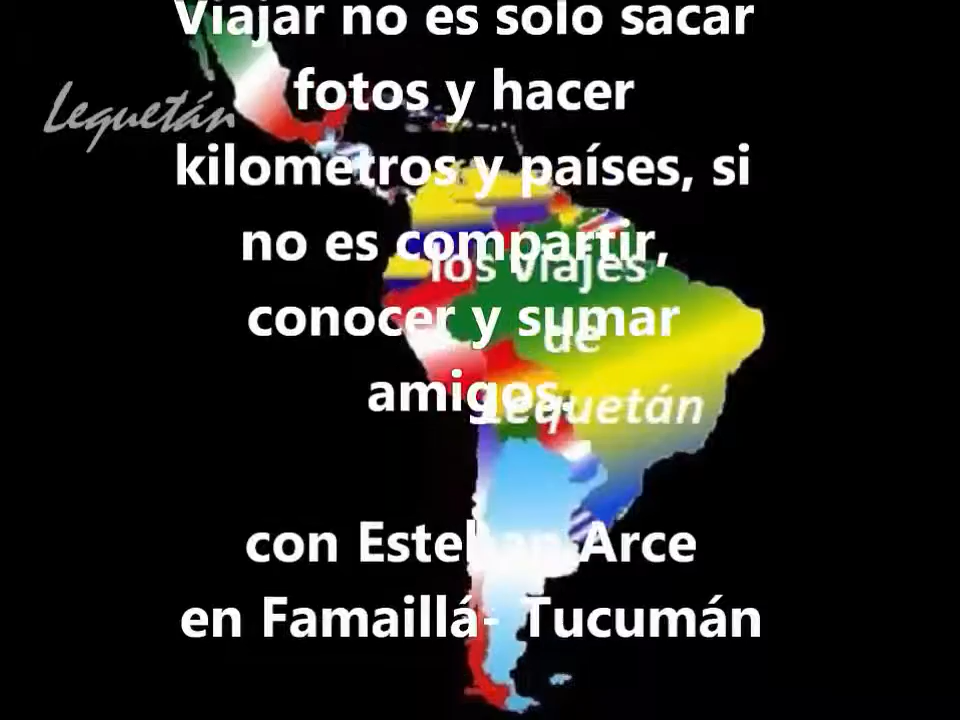 Viajar no es solo sacar
fotos y hacer
Lequetán
kilometros y países, si
no es compartir,
los viajes
conocer y sumar
de
amigos.
Lequetán
con Esteban Arce
en Famaillá- Tucumán